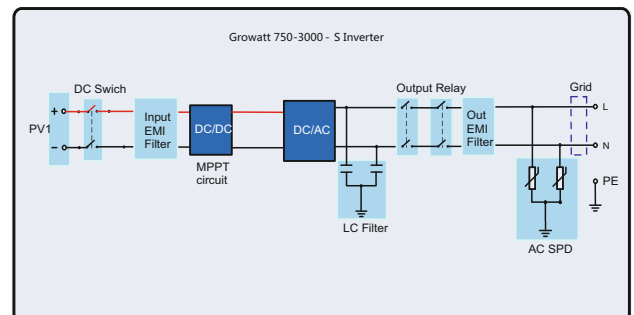 Growatt 750-3000 - S Inverter
DC Swich
Output Relay
Grid
+
PV1
−
Input
EMI
Filter
DC/DC
MPPT
circuit
DC/AC
LC Filter
Out
EMI
Filter
L
N
PE
AC SPD